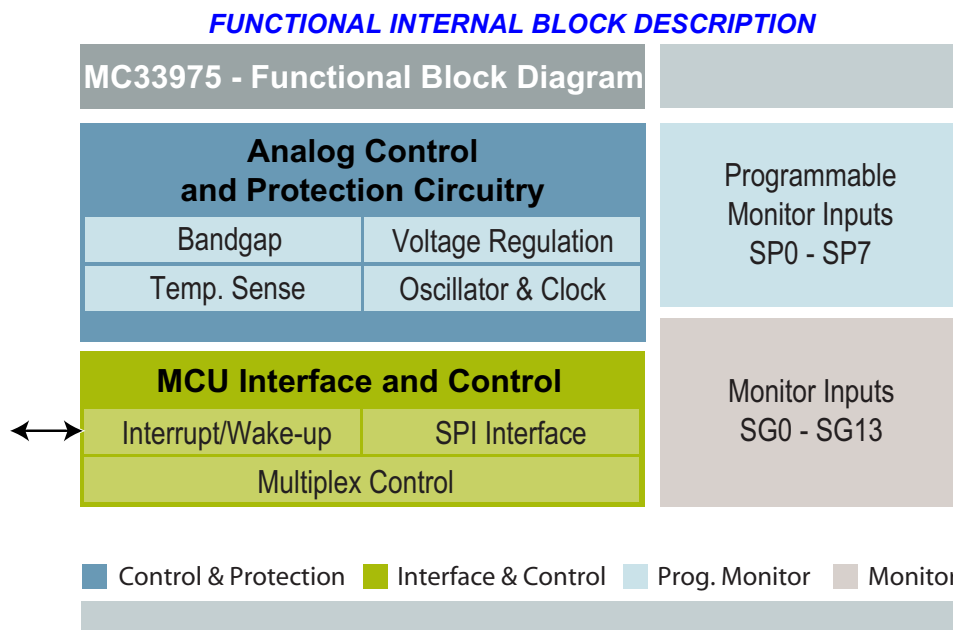 FUNCTIONAL INTERNAL BLOCK DESCRIPTION
MC33975 - Functional Block Diagram
Analog Control
and Protection Circuitry
Bandgap
Voltage Regulation
Temp. Sense
Oscillator & Clock
Programmable
Monitor Inputs
SP0 - SP7
MCU Interface and Control
Interrupt/Wake-up
SPI Interface
Multiplex Control
Monitor Inputs
SG0 - SG13
Control & Protection
Interface & Control
Prog. Monitor
Monitor